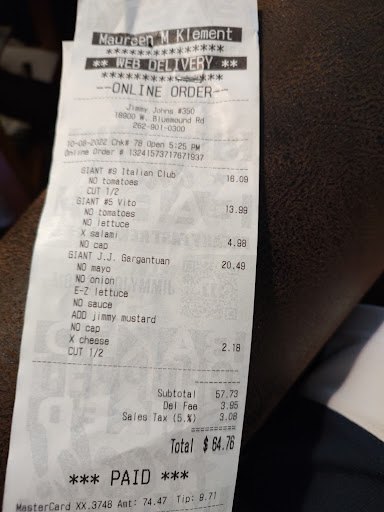 Maureen M Klement
****************
** WEB DELIVERY **
****************
--ONLINE ORDER--
Jimmy Johns #350
18900 W. Bluemound Rd
262-901-0300
10-08-2022 Chk# 78 Open 5:25 PM
Online Order # 13241573717671937
GIANT #9 Italian Club 16.09
NO tomatoes
CUT 1/2
GIANT #5 Vito 13.99
NO tomatoes
NO lettuce
X salami 4.98
NO cap
GIANT J.J. Gargantuan 20.49
NO mayo
NO onion
E-Z lettuce
NO sauce
ADD jimmy mustard
NO cap
X cheese 2.18
CUT 1/2
Subtotal 57.73
Del Fee 3.95
Sales Tax (5.%) 3.08
Total $ 64.76
*** PAID ***
MasterCard XX.3748 Amt: 74.47 Tip: 9.71